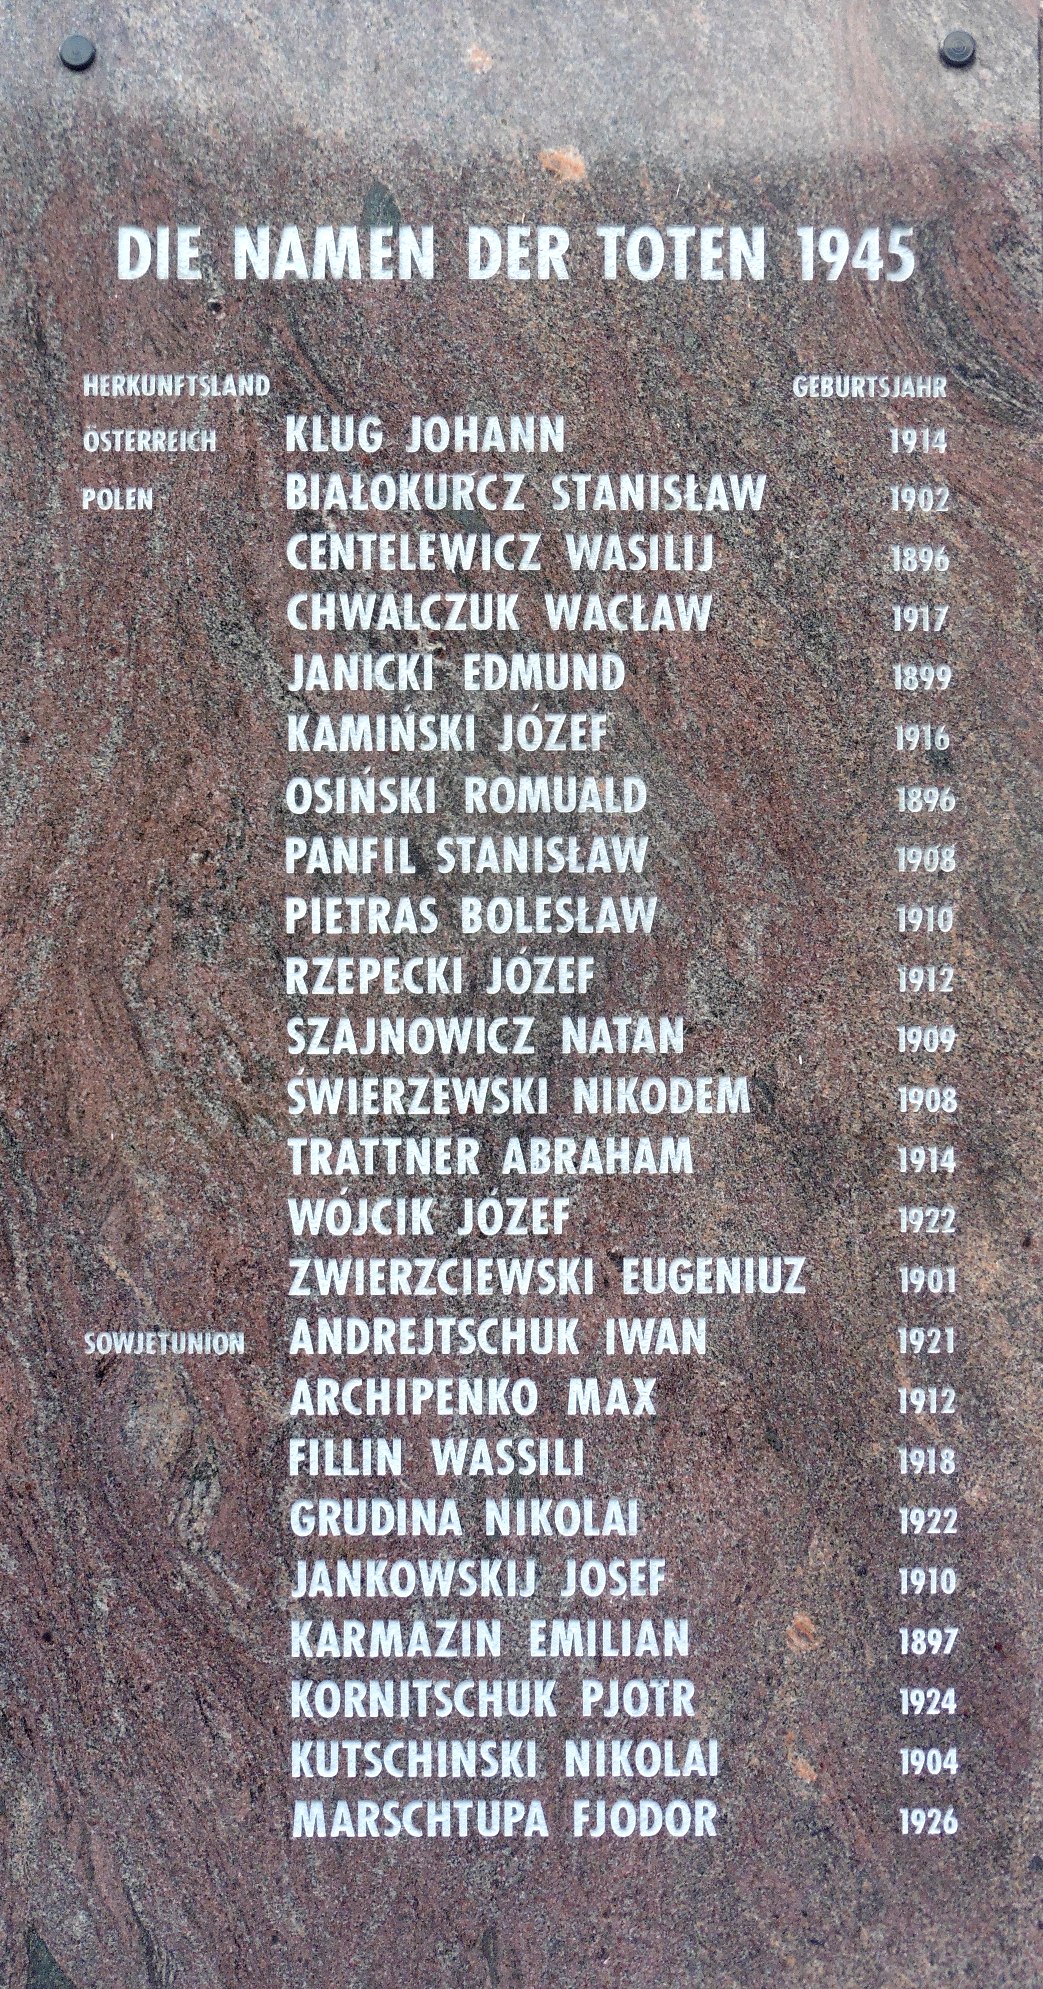 DIE NAMEN DER TOTEN 1945
HERKUNFTSLAND GEBURTSJAHR
ÖSTERREICH KLUG JOHANN 1914
POLEN BIAŁOKURCZ STANISŁAW 1902
CENTELEWICZ WASILIJ 1896
CHWALCZUK WACŁAW 1917
JANICKI EDMUND 1899
KAMIŃSKI JÓZEF 1916
OSIŃSKI ROMUALD 1896
PANFIL STANISŁAW 1908
PIETRAS BOLESŁAW 1910
RZEPECKI JÓZEF 1912
SZAJNOWICZ NATAN 1909
ŚWIERZEWSKI NIKODEM 1908
TRATTNER ABRAHAM 1914
WÓJCIK JÓZEF 1922
ZWIERZCIEWSKI EUGENIUZ 1901
SOWJETUNION ANDREJTSCHUK IWAN 1921
ARCHIPENKO MAX 1912
FILLIN WASSILI 1918
GRUDINA NIKOLAI 1922
JANKOWSKIJ JOSEF 1910
KARMAZIN EMILIAN 1897
KORNITSCHUK PJOTR 1924
KUTSCHINSKI NIKOLAI 1904
MARSCHTUPA FJODOR 1926